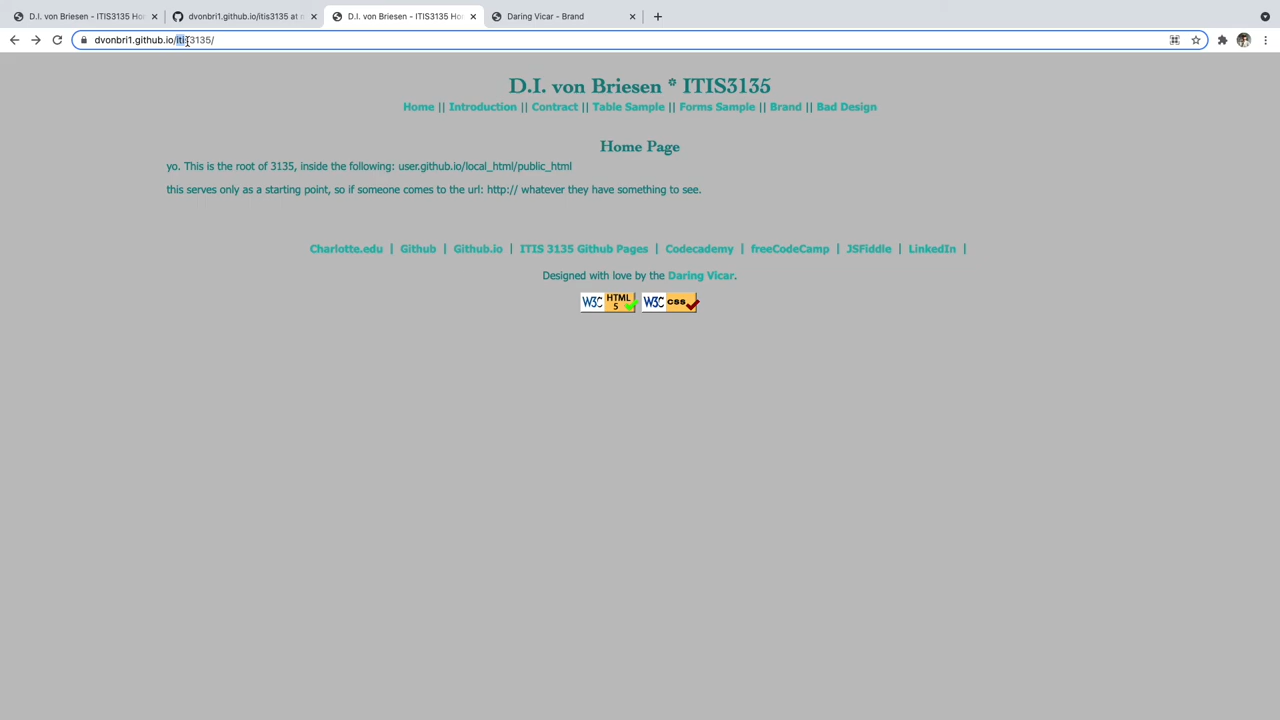 D.I. von Briesen - ITIS3135 Ho
dvonbri1.github.io/itis3135 at
D.I. von Briesen - ITIS3135 Ho
Daring Vicar - Brand
dvonbri1.github.io/itis3135/
D.I. von Briesen * ITIS3135
Home || Introduction || Contract || Table Sample || Forms Sample || Brand || Bad Design
Home Page
yo. This is the root of 3135, inside the following: user.github.io/local_html/public_html
this serves only as a starting point, so if someone comes to the url: http:// whatever they have something to see.
Charlotte.edu | Github | Github.io | ITIS 3135 Github Pages | Codecademy | freeCodeCamp | JSFiddle | LinkedIn |
Designed with love by the Daring Vicar.
W3C HTML 5 W3C css